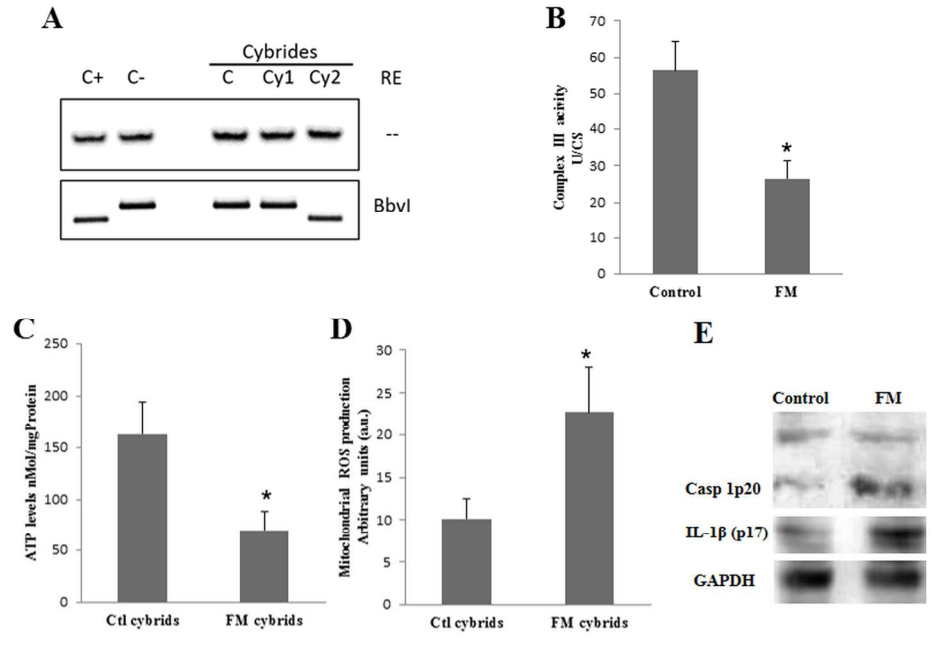 A
Cybrides
C+ C- C Cy1 Cy2 RE
--
BbvI
B
Complex III acivity
U/CS
70
60
50
40
30
20
10
0
*
Control FM
C
ATP levels nMol/mgProtein
250
200
150
100
50
0
*
Ctl cybrids FM cybrids
D
Mitochondrial ROS production
Arbitrary units (a.u.)
30
25
20
15
10
5
0
*
Ctl cybrids FM cybrids
E
Control FM
Casp 1p20
IL-1β (p17)
GAPDH